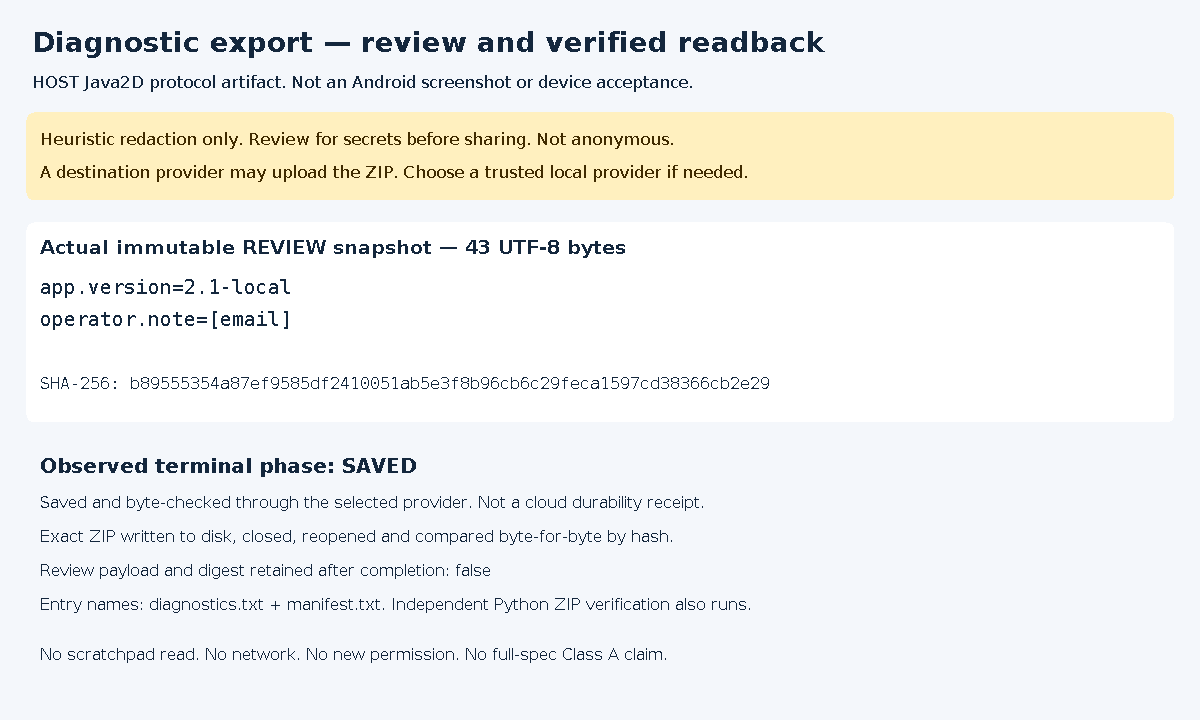 Diagnostic export — review and verified readback
HOST Java2D protocol artifact. Not an Android screenshot or device acceptance.
Heuristic redaction only. Review for secrets before sharing. Not anonymous.
A destination provider may upload the ZIP. Choose a trusted local provider if needed.
Actual immutable REVIEW snapshot — 43 UTF-8 bytes
app.version=2.1-local
operator.note=[email]
SHA-256: b89555354a87ef9585df2410051ab5e3f8b96cb6c29feca1597cd38366cb2e29
Observed terminal phase: SAVED
Saved and byte-checked through the selected provider. Not a cloud durability receipt.
Exact ZIP written to disk, closed, reopened and compared byte-for-byte by hash.
Review payload and digest retained after completion: false
Entry names: diagnostics.txt + manifest.txt. Independent Python ZIP verification also runs.
No scratchpad read. No network. No new permission. No full-spec Class A claim.